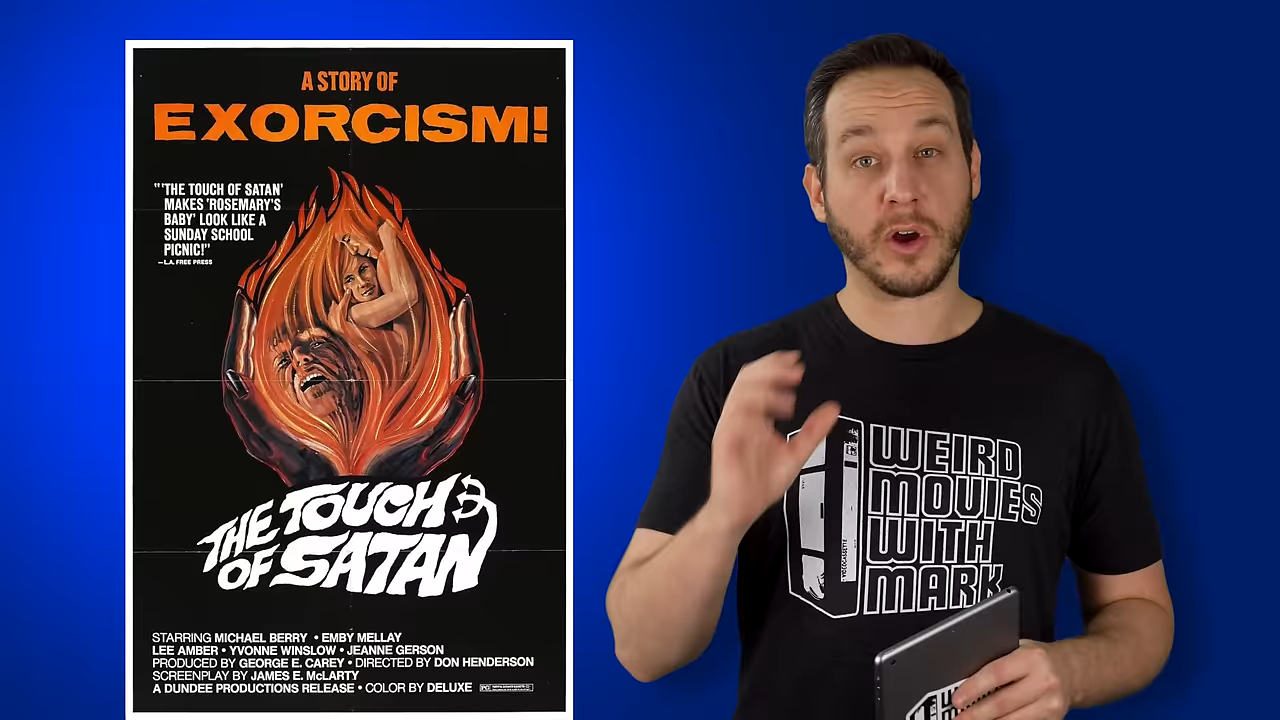 A STORY OF
EXORCISM!
"'THE TOUCH OF SATAN'
MAKES 'ROSEMARY'S
BABY' LOOK LIKE A
SUNDAY SCHOOL
PICNIC!"
—L.A. FREE PRESS
THE TOUCH
OF SATAN
STARRING MICHAEL BERRY • EMBY MELLAY
LEE AMBER • YVONNE WINSLOW • JEANNE GERSON
PRODUCED BY GEORGE E. CAREY • DIRECTED BY DON HENDERSON
SCREENPLAY BY JAMES E. McLARTY
A DUNDEE PRODUCTIONS RELEASE • COLOR BY DELUXE
PG
WEIRD
MOVIES
WITH
MARK
VIDEOCASSETTE